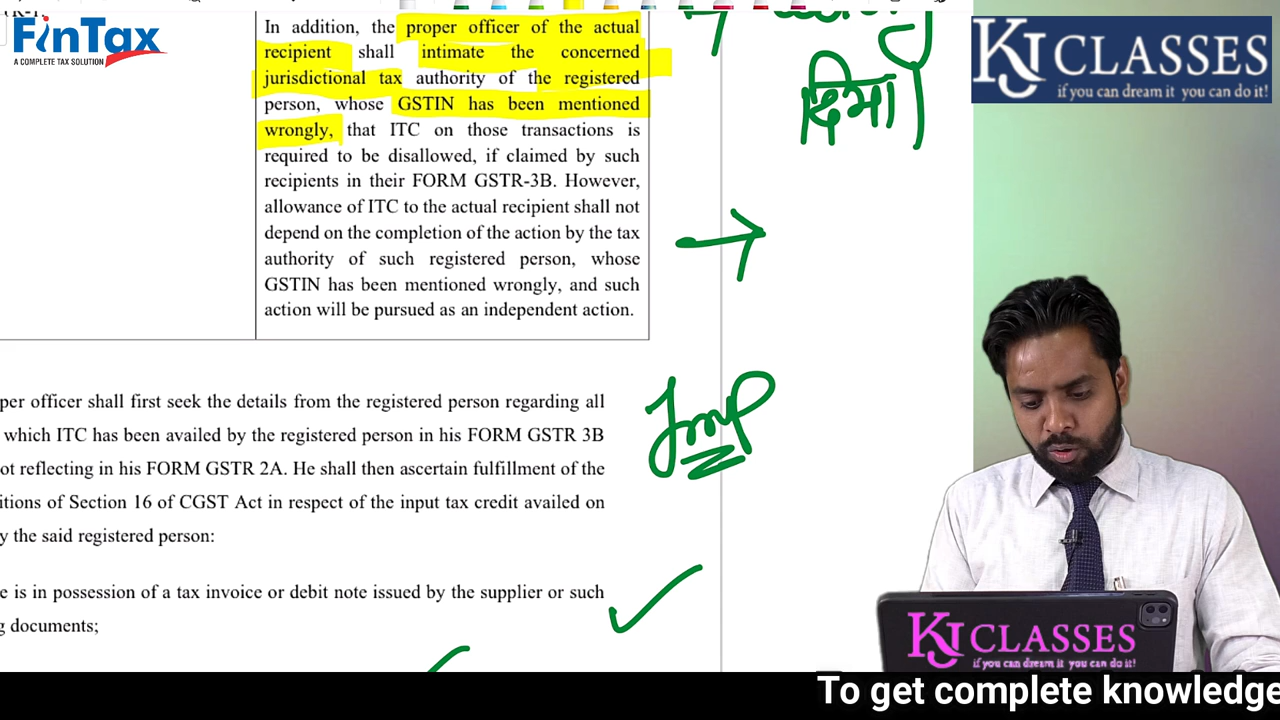 FinTax
A COMPLETE TAX SOLUTION
In addition, the proper officer of the actual
recipient shall intimate the concerned
jurisdictional tax authority of the registered
person, whose GSTIN has been mentioned
wrongly, that ITC on those transactions is
required to be disallowed, if claimed by such
recipients in their FORM GSTR-3B. However,
allowance of ITC to the actual recipient shall not
depend on the completion of the action by the tax
authority of such registered person, whose
GSTIN has been mentioned wrongly, and such
action will be pursued as an independent action.
per officer shall first seek the details from the registered person regarding all
which ITC has been availed by the registered person in his FORM GSTR 3B
ot reflecting in his FORM GSTR 2A. He shall then ascertain fulfillment of the
itions of Section 16 of CGST Act in respect of the input tax credit availed on
y the said registered person:
e is in possession of a tax invoice or debit note issued by the supplier or such
g documents;
दिया
Imp
KJ CLASSES
if you can dream it you can do it!
KJ CLASSES
if you can dream it you can do it!
To get complete knowledge